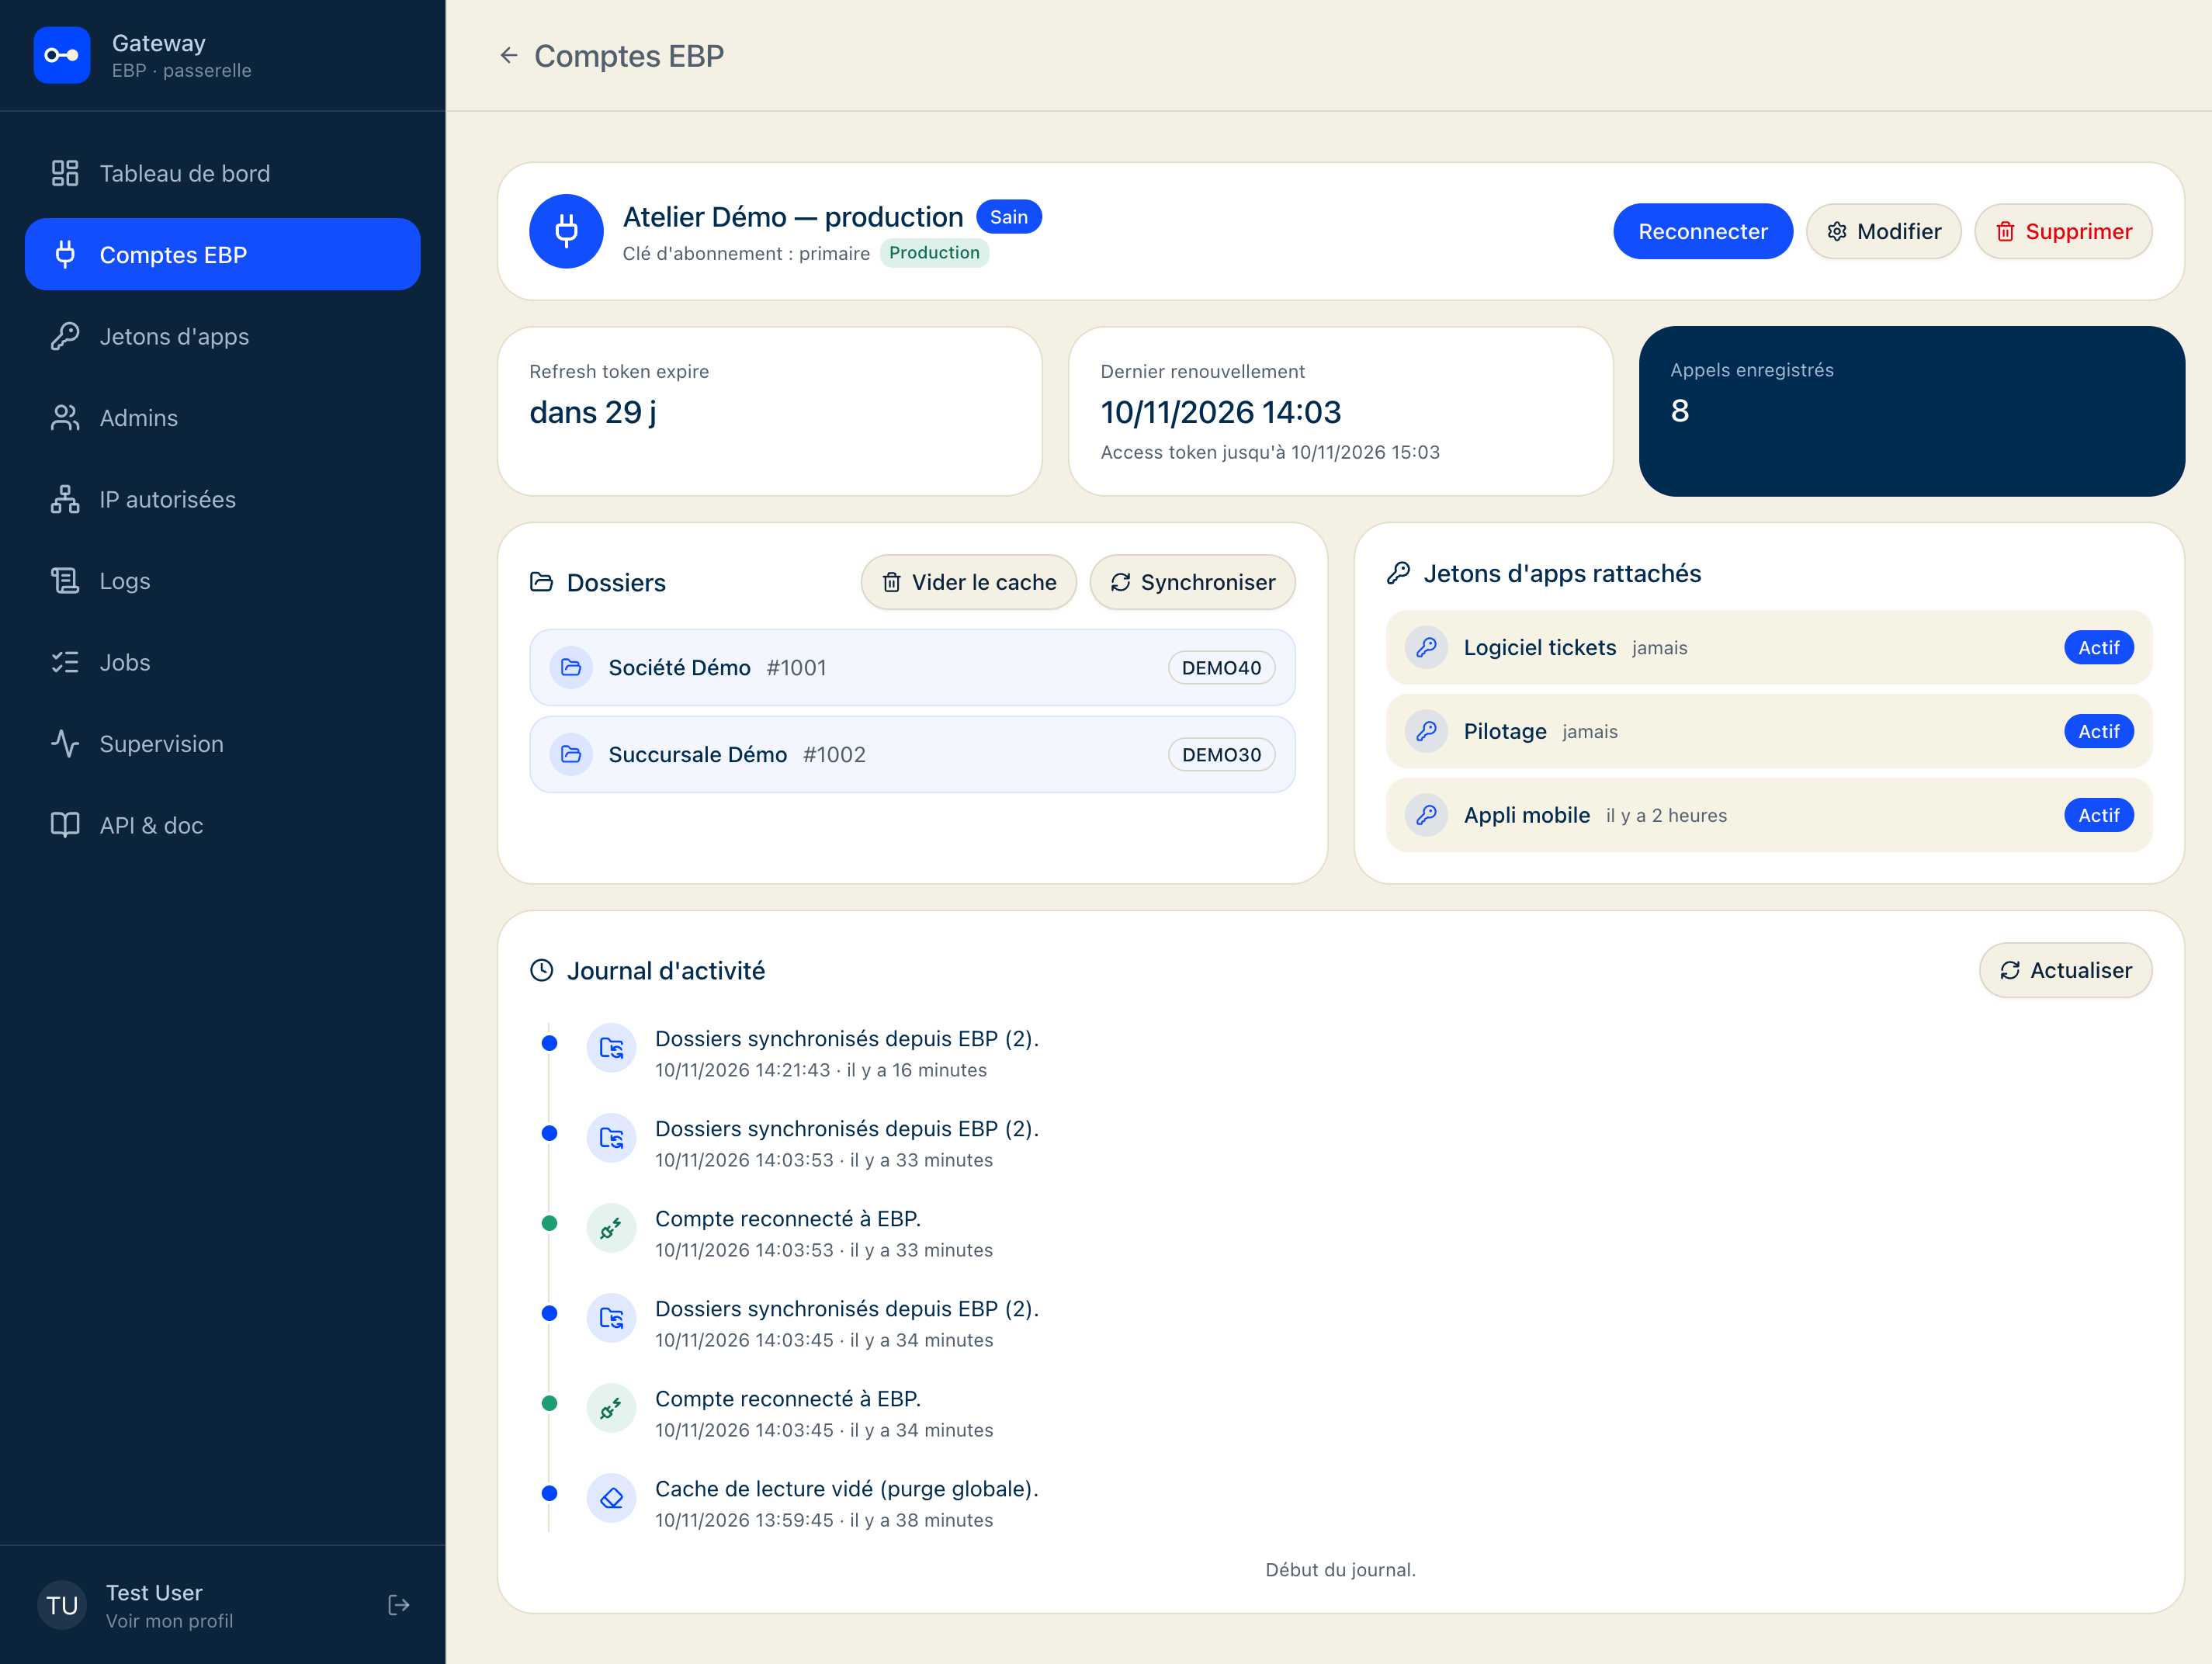 Gateway
EBP · passerelle
Tableau de bord
Comptes EBP
Jetons d'apps
Admins
IP autorisées
Logs
Jobs
Supervision
API & doc
TU
Test User
Voir mon profil
Comptes EBP
Atelier Démo — production Sain
Clé d'abonnement : primaire Production
Reconnecter Modifier Supprimer
Refresh token expire
dans 29 j
Dernier renouvellement
10/11/2026 14:03
Access token jusqu'à 10/11/2026 15:03
Appels enregistrés
8
Dossiers Vider le cache Synchroniser
Société Démo #1001 DEMO40
Succursale Démo #1002 DEMO30
Jetons d'apps rattachés
Logiciel tickets jamais Actif
Pilotage jamais Actif
Appli mobile il y a 2 heures Actif
Journal d'activité Actualiser
Dossiers synchronisés depuis EBP (2).
10/11/2026 14:21:43 · il y a 16 minutes
Dossiers synchronisés depuis EBP (2).
10/11/2026 14:03:53 · il y a 33 minutes
Compte reconnecté à EBP.
10/11/2026 14:03:53 · il y a 33 minutes
Dossiers synchronisés depuis EBP (2).
10/11/2026 14:03:45 · il y a 34 minutes
Compte reconnecté à EBP.
10/11/2026 14:03:45 · il y a 34 minutes
Cache de lecture vidé (purge globale).
10/11/2026 13:59:45 · il y a 38 minutes
Début du journal.